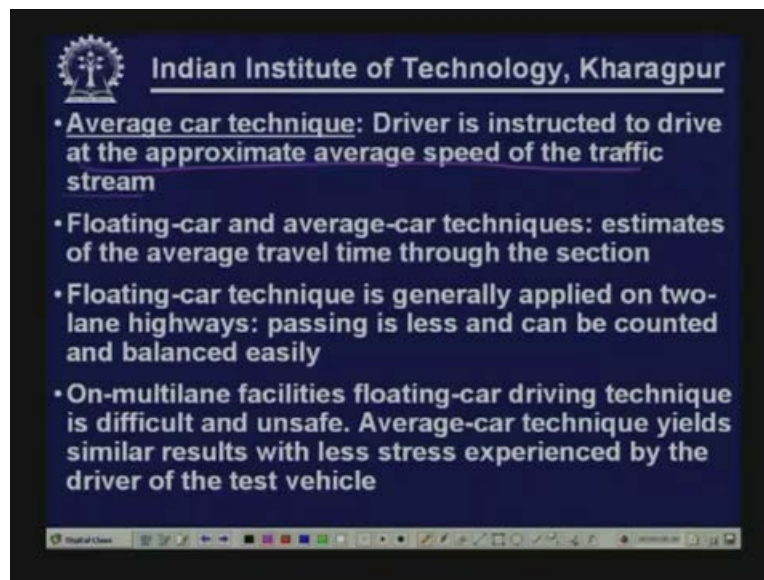 Indian Institute of Technology, Kharagpur
• Average car technique: Driver is instructed to drive
at the approximate average speed of the traffic
stream
• Floating-car and average-car techniques: estimates
of the average travel time through the section
• Floating-car technique is generally applied on two-
lane highways: passing is less and can be counted
and balanced easily
• On-multilane facilities floating-car driving technique
is difficult and unsafe. Average-car technique yields
similar results with less stress experienced by the
driver of the test vehicle